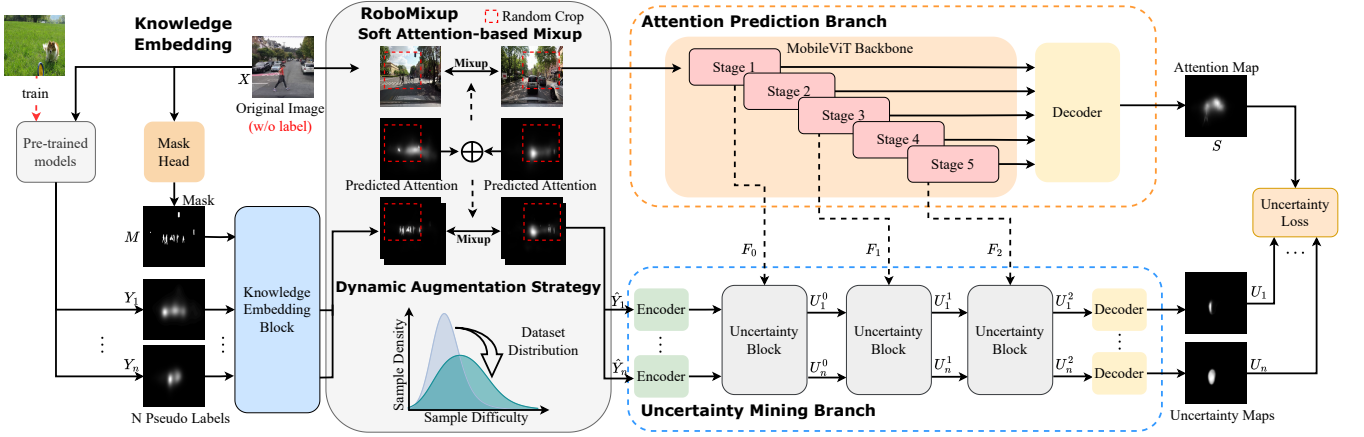 Knowledge
Embedding
train
X
Original Image
(w/o label)
Pre-trained
models
Mask
Head
Mask
M
Y₁
⋮
Yₙ
N Pseudo Labels
Knowledge
Embedding
Block
RoboMixup
Random Crop
Soft Attention-based Mixup
Mixup
Predicted Attention
Predicted Attention
Mixup
Dynamic Augmentation Strategy
Sample Density
Dataset
Distribution
Sample Difficulty
Attention Prediction Branch
MobileViT Backbone
Stage 1
Stage 2
Stage 3
Stage 4
Stage 5
Decoder
Attention Map
S
Uncertainty
Loss
F₀
F₁
F₂
Ŷ₁
Encoder
Ŷₙ
Encoder
Uncertainty
Block
U₁⁰
Uₙ⁰
Uncertainty
Block
U₁¹
Uₙ¹
Uncertainty
Block
U₁²
Uₙ²
Decoder
Decoder
U₁
Uₙ
Uncertainty Maps
Uncertainty Mining Branch